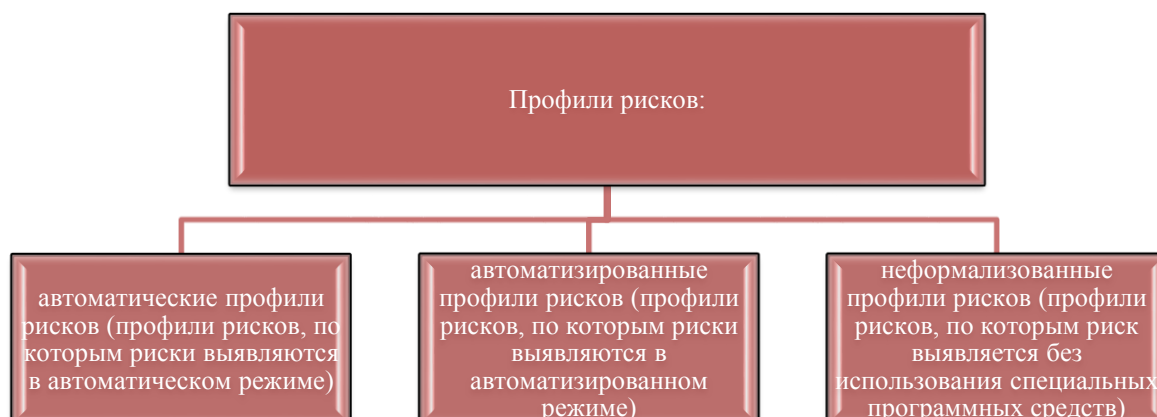 Профили рисков:
автоматические профили
рисков (профили рисков, по
которым риски выявляются
в автоматическом режиме)
автоматизированные
профили рисков (профили
рисков, по которым риски
выявляются в
автоматизированном
режиме)
неформализованные
профили рисков (профили
рисков, по которым риск
выявляется без
использования специальных
программных средств)